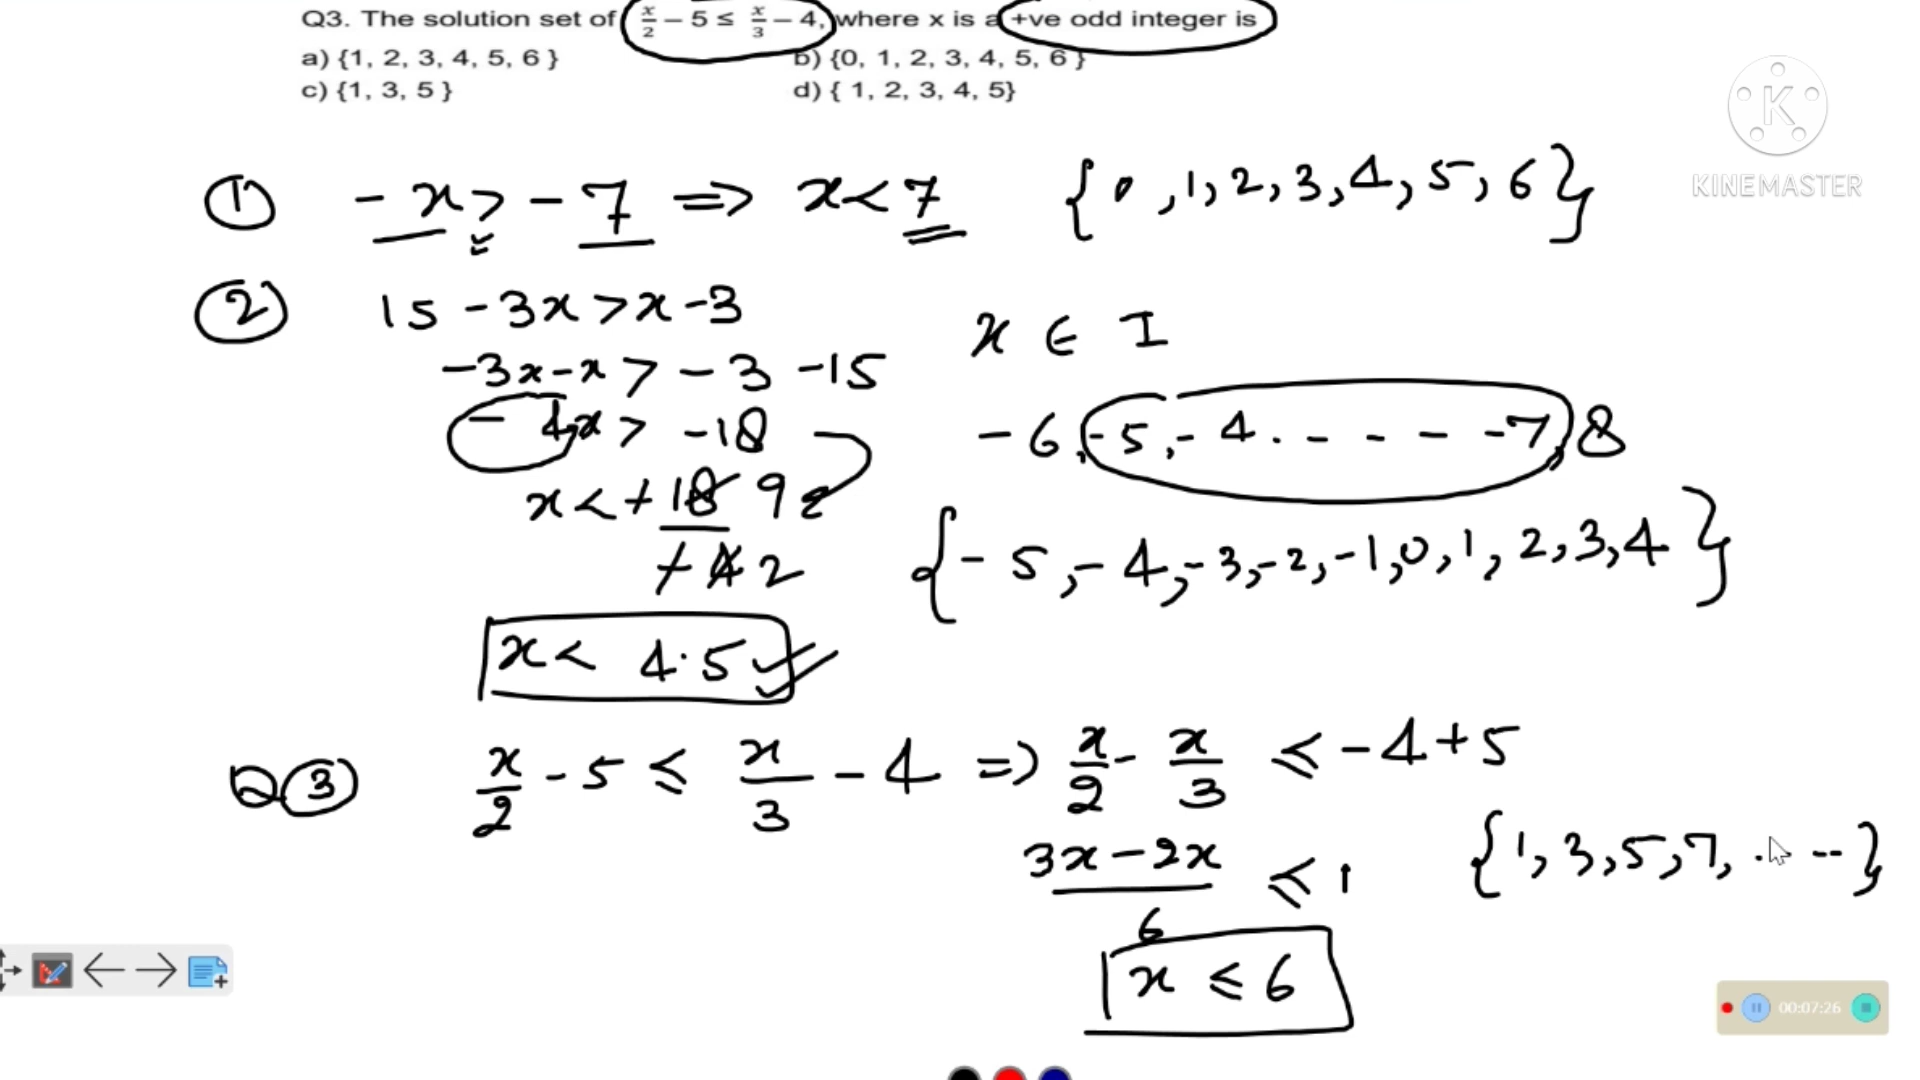 Q3. The solution set of x/2 − 5 ≤ x/3 − 4, where x is a +ve odd integer is
a) {1, 2, 3, 4, 5, 6 } b) {0, 1, 2, 3, 4, 5, 6 }
c) {1, 3, 5 } d) { 1, 2, 3, 4, 5}
KINEMASTER
① -x > -7 => x < 7 {0, 1, 2, 3, 4, 5, 6}
② 15 - 3x > x - 3
x ∈ I
-3x - x > -3 -15
- 4x > -18
-6, -5, -4. - - - - -7, 8
x < +18 9
+4 2
{-5, -4, -3, -2, -1, 0, 1, 2, 3, 4}
x < 4.5
Q③ x/2 - 5 ≤ x/3 - 4 => x/2 - x/3 ≤ -4+5
3x-2x/6 ≤ 1
{1, 3, 5, 7, . - --}
x ≤ 6
00:07:26